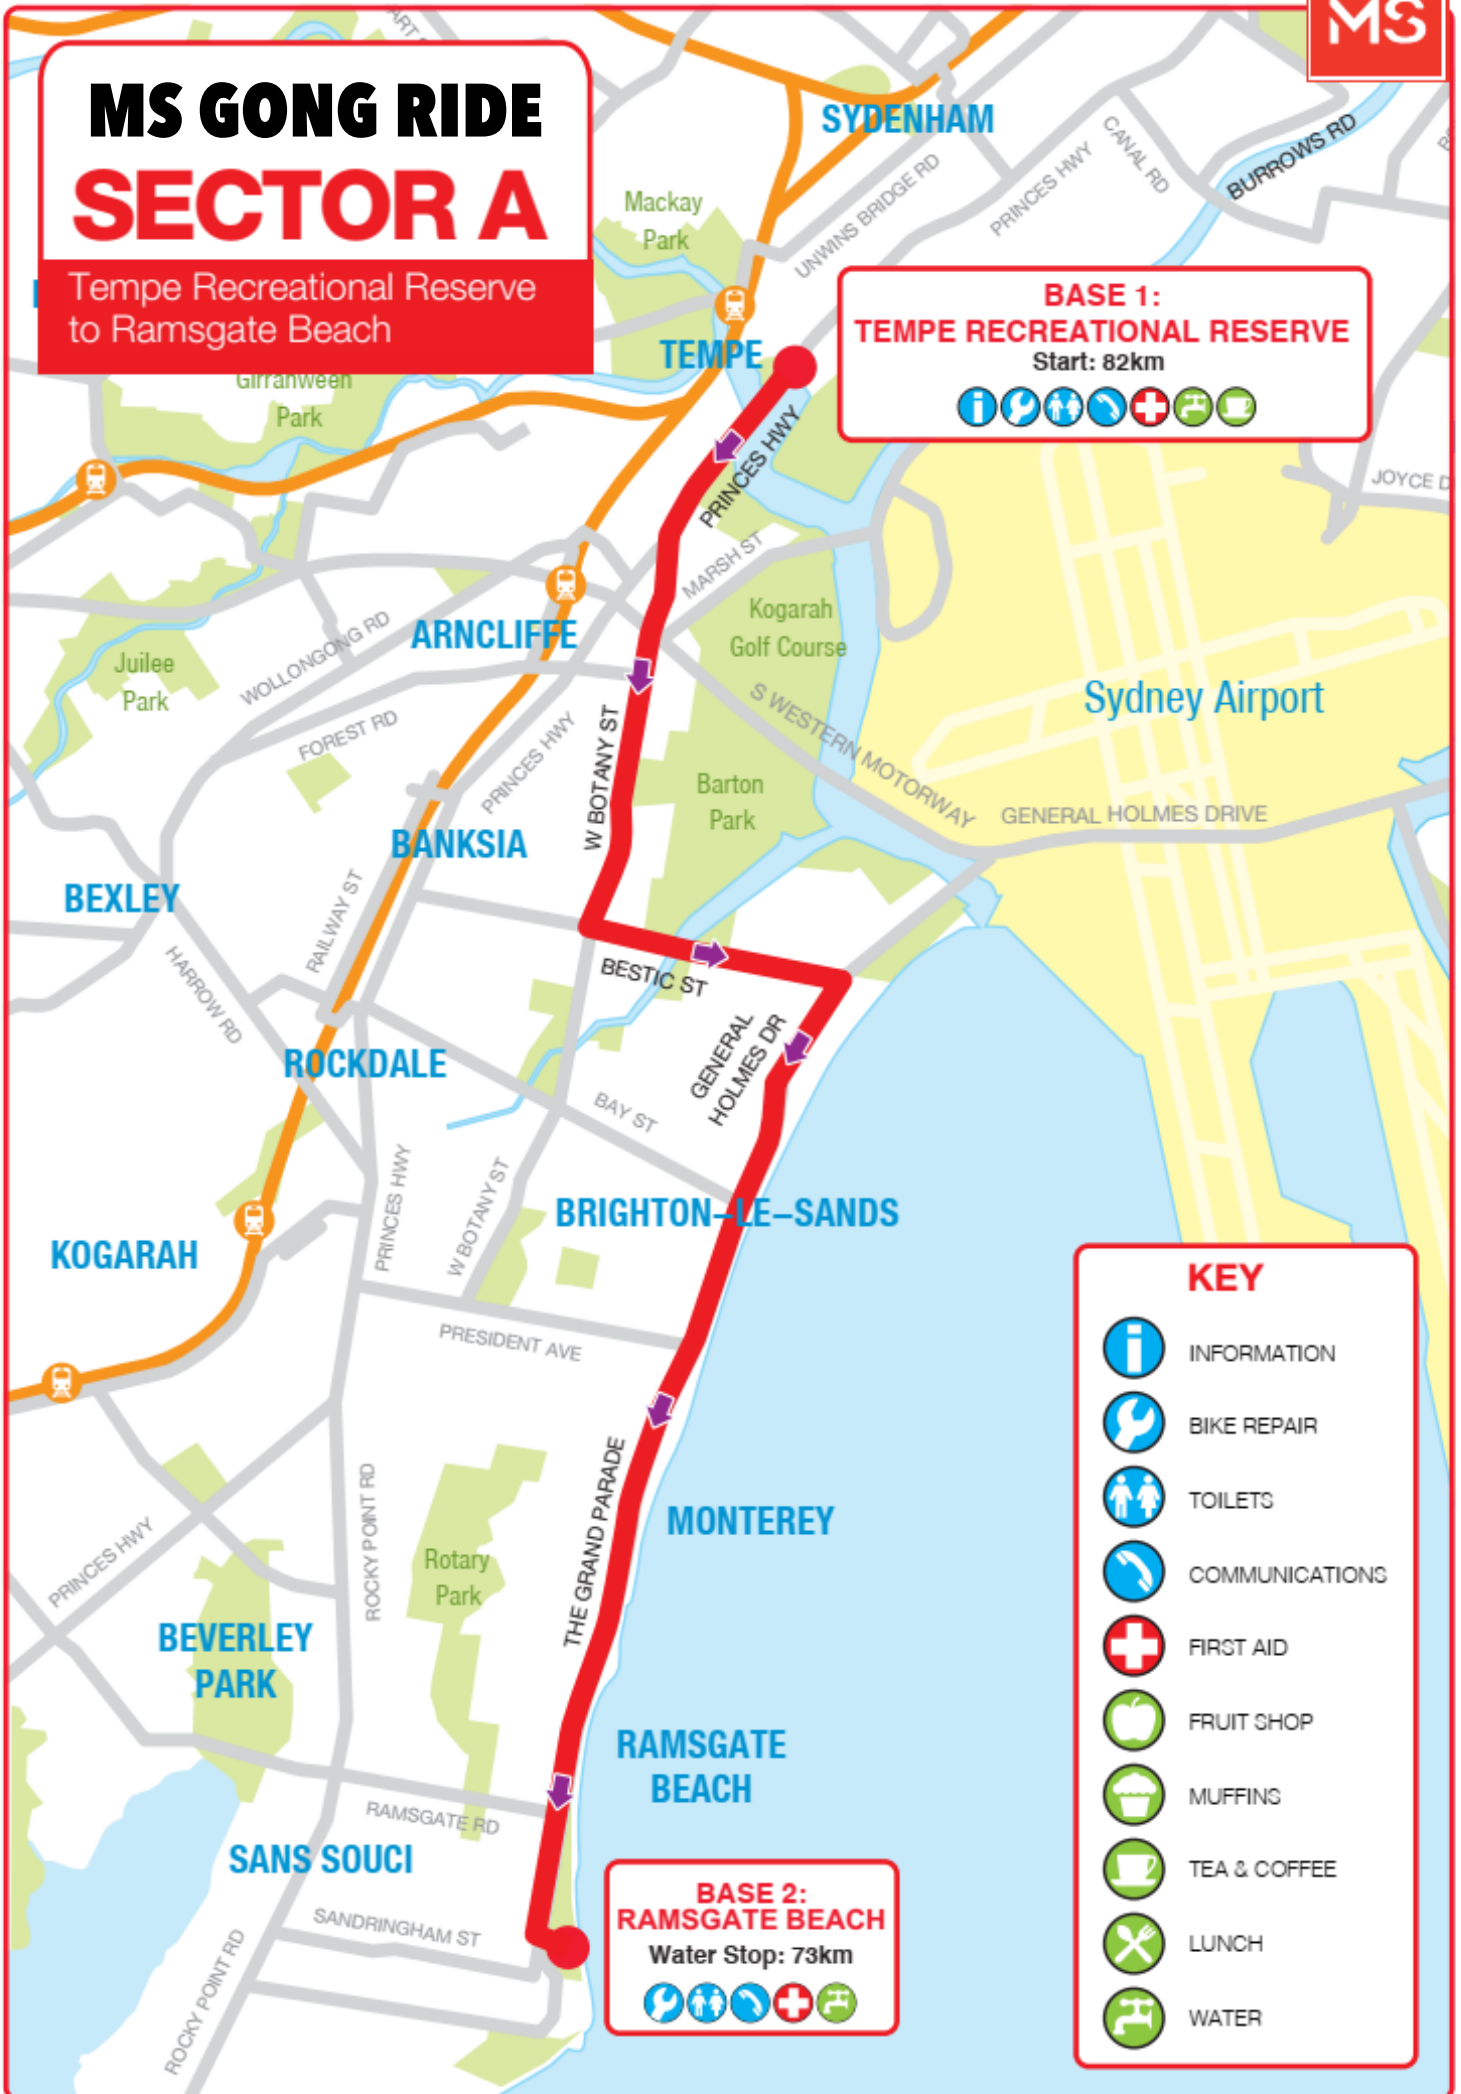 MS
MS GONG RIDE
SECTOR A
Tempe Recreational Reserve
to Ramsgate Beach
SYDENHAM
CANAL RD
BURROWS RD
PRINCES HWY
UNWINS BRIDGE RD
Mackay
Park
BASE 1:
TEMPE RECREATIONAL RESERVE
Start: 82km
TEMPE
Girrahween
Park
PRINCES HWY
JOYCE D
MARSH ST
Kogarah
Golf Course
ARNCLIFFE
WOLLONGONG RD
Juilee
Park
FOREST RD
PRINCES HWY
S WESTERN MOTORWAY
Sydney Airport
W BOTANY ST
Barton
Park
GENERAL HOLMES DRIVE
BANKSIA
BEXLEY
RAILWAY ST
HARROW RD
BESTIC ST
GENERAL
HOLMES DR
ROCKDALE
BAY ST
PRINCES HWY
W BOTANY ST
BRIGHTON–LE–SANDS
KOGARAH
PRESIDENT AVE
KEY
INFORMATION
BIKE REPAIR
TOILETS
COMMUNICATIONS
FIRST AID
FRUIT SHOP
MUFFINS
TEA & COFFEE
LUNCH
WATER
THE GRAND PARADE
ROCKY POINT RD
MONTEREY
PRINCES HWY
Rotary
Park
BEVERLEY
PARK
RAMSGATE
BEACH
RAMSGATE RD
SANS SOUCI
SANDRINGHAM ST
ROCKY POINT RD
BASE 2:
RAMSGATE BEACH
Water Stop: 73km